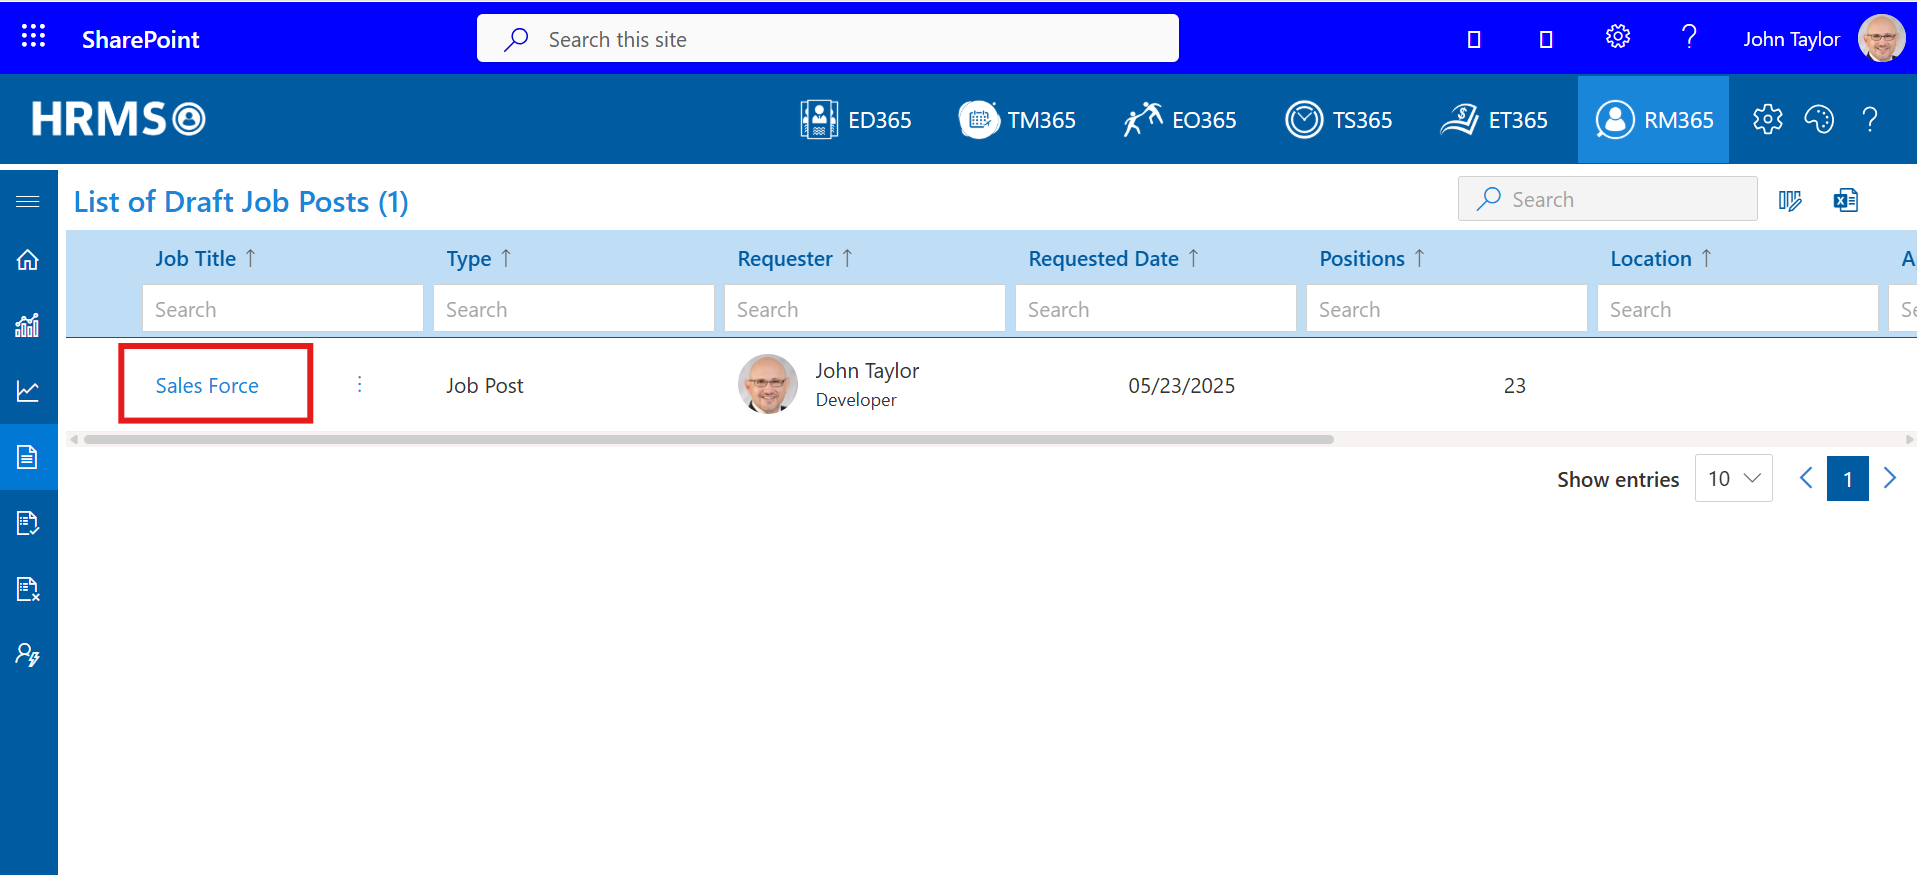 SharePoint
Search this site
John Taylor
HRMS
ED365
TM365
EO365
TS365
ET365
RM365
List of Draft Job Posts (1)
Search
Job Title ↑ Type ↑ Requester ↑ Requested Date ↑ Positions ↑ Location ↑ A
Search Search Search Search Search Search Se
Sales Force Job Post John Taylor 05/23/2025 23
Developer
Show entries 10 1